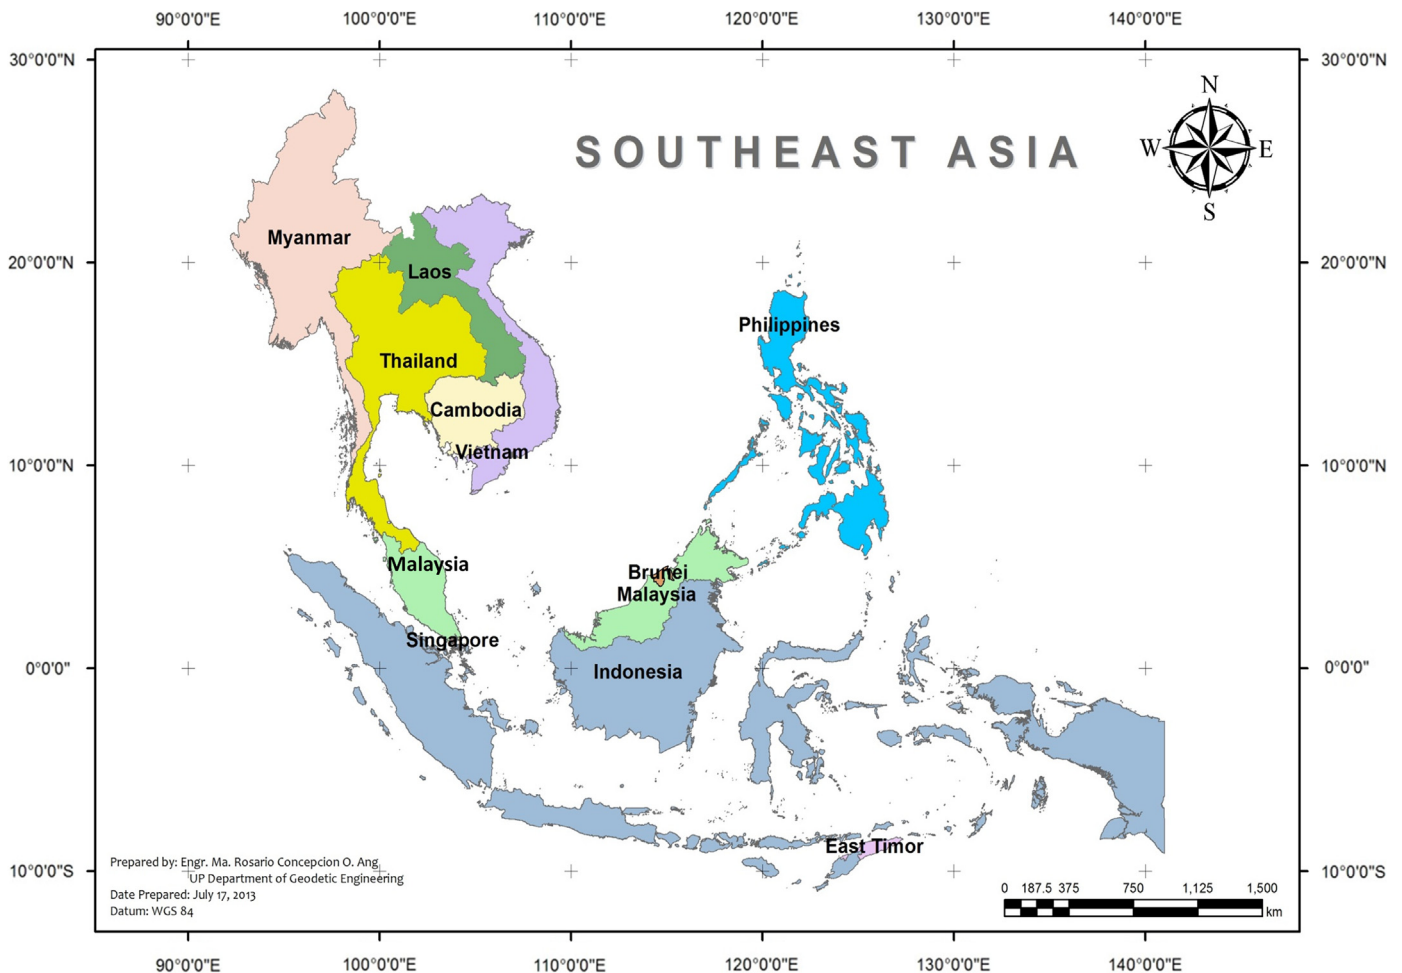 90°0'0"E 100°0'0"E 110°0'0"E 120°0'0"E 130°0'0"E 140°0'0"E
30°0'0"N 30°0'0"N
N
SOUTHEAST ASIA
W E
S
Myanmar
20°0'0"N 20°0'0"N
Laos
Philippines
Thailand
Cambodia
Vietnam
10°0'0"N 10°0'0"N
Malaysia
Brunei
Malaysia
Singapore
0°0'0" 0°0'0"
Indonesia
East Timor
Prepared by: Engr. Ma. Rosario Concepcion O. Ang
UP Department of Geodetic Engineering
10°0'0"S 10°0'0"S
Date Prepared: July 17, 2013
Datum: WGS 84
0 187.5 375 750 1,125 1,500
km
90°0'0"E 100°0'0"E 110°0'0"E 120°0'0"E 130°0'0"E 140°0'0"E